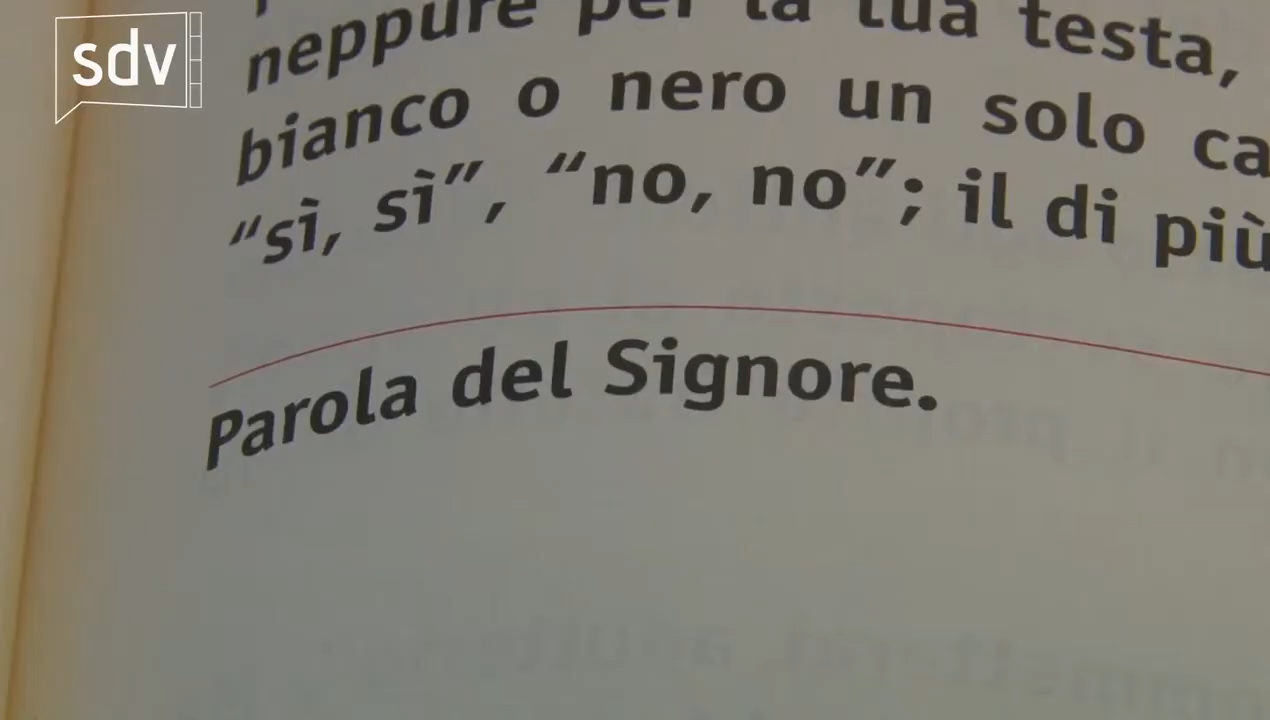 sdv
neppure per la tua testa,
bianco o nero un solo
“sì, sì”, “no, no”; il di più
Parola del Signore.